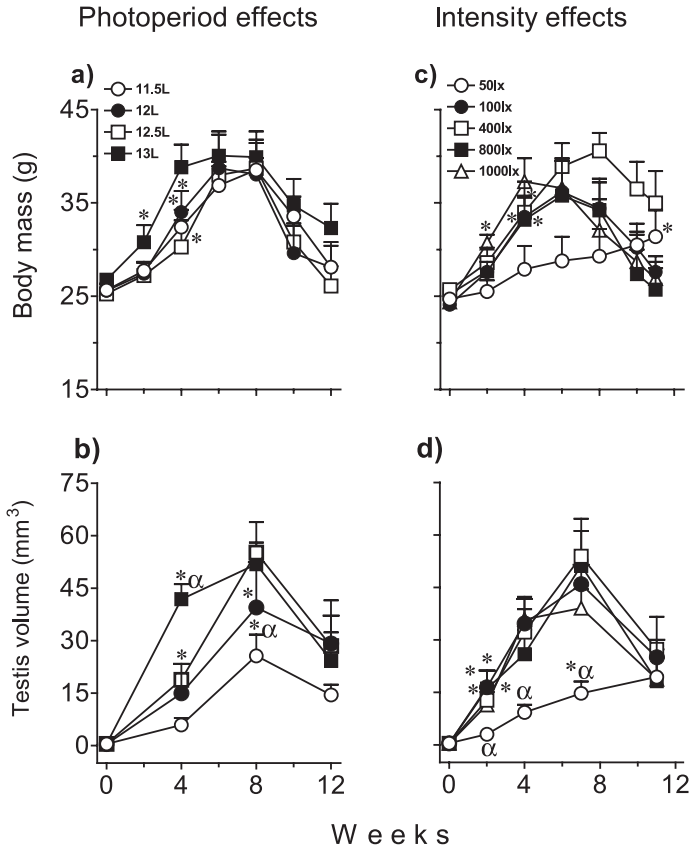 Photoperiod effects
Intensity effects
a)
11.5L
12L
12.5L
13L
c)
50lx
100lx
400lx
800lx
1000lx
Body mass (g)
45
35
25
15
*
*
*
*
*
*
*
*
*
b)
d)
Testis volume (mm³)
75
60
45
30
15
0
*α
*
*
*α
*
*
*
*
*α
α
α
0
4
8
12
0
4
8
12
Weeks